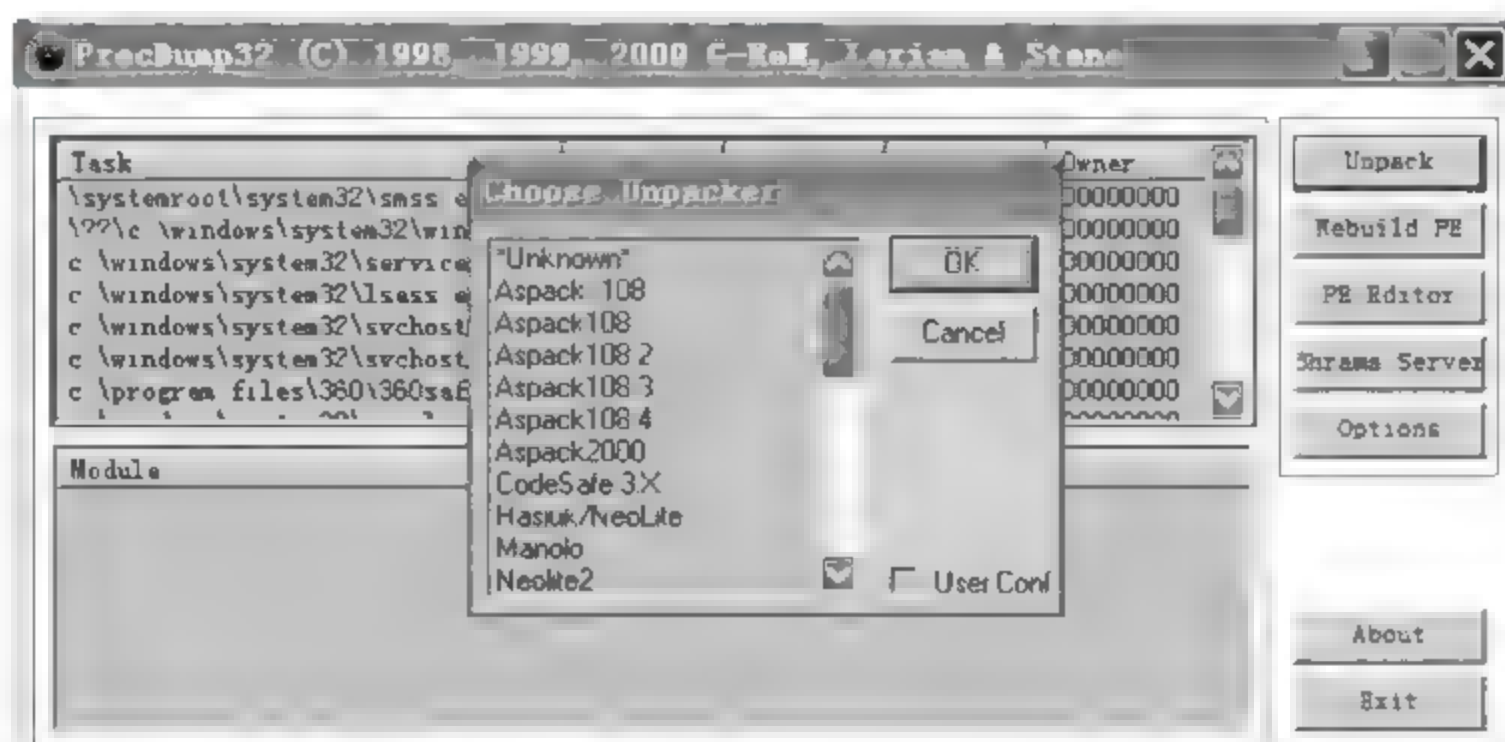 ProcDump32 (C) 1998, 1999, 2000 G-RoM, Lorian & Stone
Task
Owner
\systemroot\system32\smss e
00000000
\??\c \windows\system32\win
00000000
c \windows\system32\service
00000000
c \windows\system32\lsass e
00000000
c \windows\system32\svchost
00000000
c \windows\system32\svchost
00000000
c \program files\360\360saf
00000000
Module
Choose Unpacker
*Unknown*
Aspack 108
Aspack108
Aspack108 2
Aspack108 3
Aspack108 4
Aspack2000
CodeSafe 3.X
Hasiuk/NeoLite
Manolo
Neolite2
OK
Cancel
User Conf
Unpack
Rebuild PE
PE Editor
Bhrama Server
Options
About
Exit